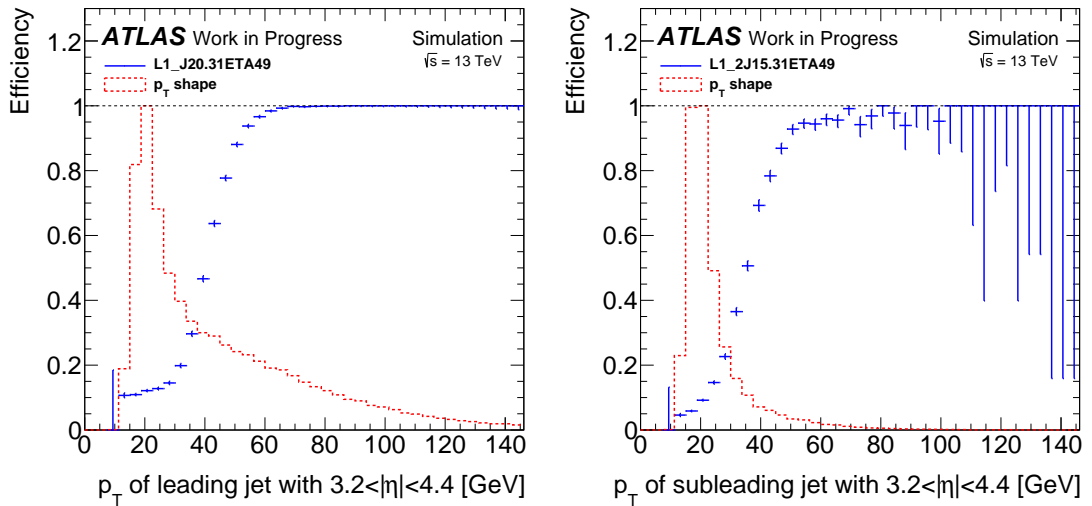 Efficiency
1.2
1
0.8
0.6
0.4
0.2
0
ATLAS Work in Progress
Simulation
√s = 13 TeV
L1_J20.31ETA49
p_T shape
0 20 40 60 80 100 120 140
p_T of leading jet with 3.2<|η|<4.4 [GeV]
Efficiency
1.2
1
0.8
0.6
0.4
0.2
0
ATLAS Work in Progress
Simulation
√s = 13 TeV
L1_2J15.31ETA49
p_T shape
0 20 40 60 80 100 120 140
p_T of subleading jet with 3.2<|η|<4.4 [GeV]